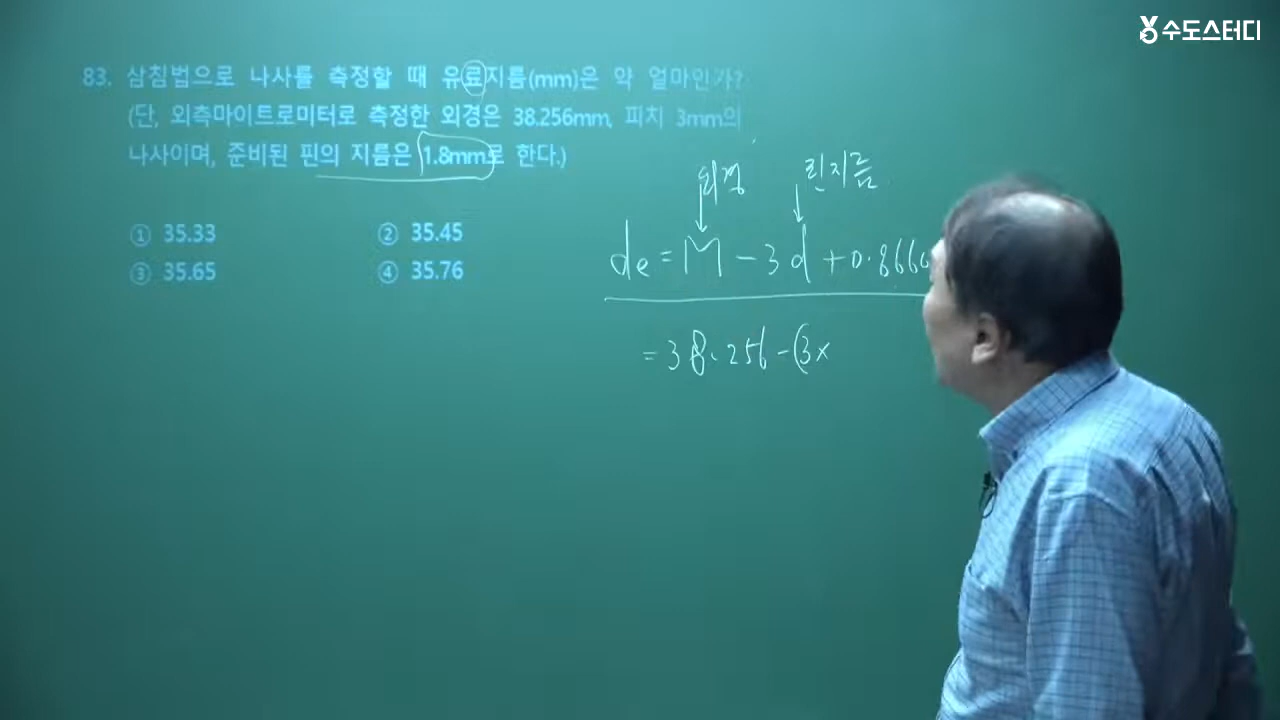 수도스터디
83. 삼침법으로 나사를 측정할 때 유료지름(mm)은 약 얼마인가?
(단, 외측마이트로미터로 측정한 외경은 38.256mm, 피치 3mm의
나사이며, 준비된 핀의 지름은 1.8mm로 한다.)
① 35.33 ② 35.45
③ 35.65 ④ 35.76
외경 핀지름
de = M - 3d + 0.866
= 38.256 - (3×